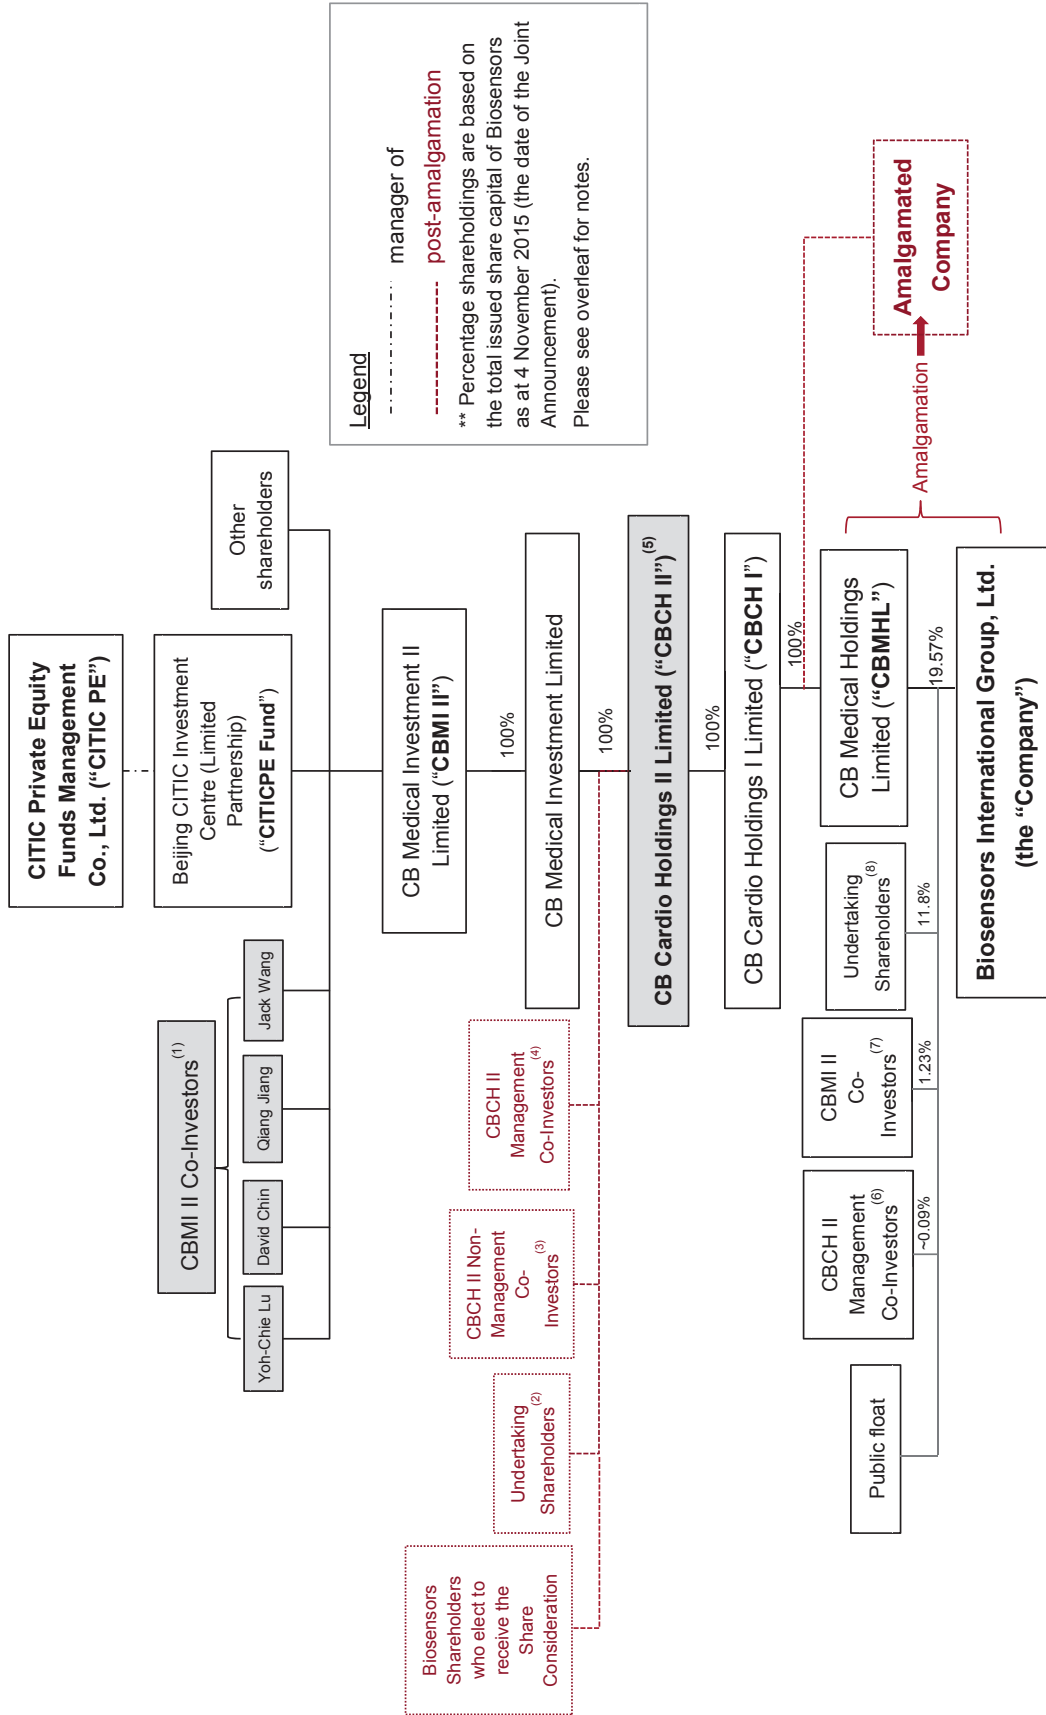 CITIC Private Equity
Funds Management
Co., Ltd. (“CITIC PE”)
Beijing CITIC Investment
Centre (Limited
Partnership)
(“CITICPE Fund”)
Other
shareholders
CBMI II Co-Investors(1)
Yoh-Chie Lu
David Chin
Qiang Jiang
Jack Wang
CB Medical Investment II
Limited (“CBMI II”)
100%
CB Medical Investment Limited
100%
Biosensors
Shareholders
who elect to
receive the
Share
Consideration
Undertaking
Shareholders(2)
CBCH II Non-
Management
Co-
Investors(3)
CBCH II
Management
Co-Investors(4)
CB Cardio Holdings II Limited (“CBCH II”)(5)
100%
CB Cardio Holdings I Limited (“CBCH I”)
100%
Public float
CBCH II
Management
Co-Investors(6)
~0.09%
CBMI II
Co-
Investors(7)
1.23%
Undertaking
Shareholders(8)
11.8%
CB Medical Holdings
Limited (“CBMHL”)
19.57%
Biosensors International Group, Ltd.
(the “Company”)
Amalgamation
Amalgamated
Company
Legend
manager of
post-amalgamation
** Percentage shareholdings are based on
the total issued share capital of Biosensors
as at 4 November 2015 (the date of the Joint
Announcement).
Please see overleaf for notes.